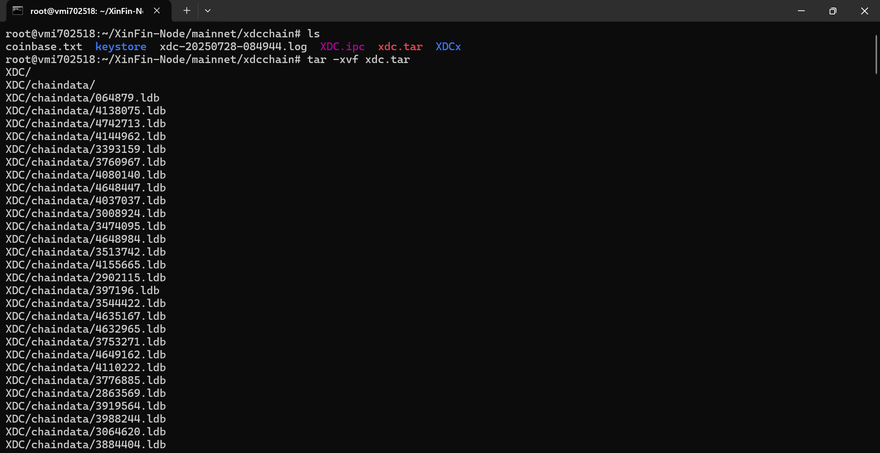 root@vmi702518: ~/XinFin-N
root@vmi702518:~/XinFin-Node/mainnet/xdcchain# ls
coinbase.txt keystore xdc-20250728-084944.log XDC.ipc xdc.tar XDCx
root@vmi702518:~/XinFin-Node/mainnet/xdcchain# tar -xvf xdc.tar
XDC/
XDC/chaindata/
XDC/chaindata/064879.ldb
XDC/chaindata/4138075.ldb
XDC/chaindata/4742713.ldb
XDC/chaindata/4144962.ldb
XDC/chaindata/3393159.ldb
XDC/chaindata/3760967.ldb
XDC/chaindata/4080140.ldb
XDC/chaindata/4648447.ldb
XDC/chaindata/4037037.ldb
XDC/chaindata/3008924.ldb
XDC/chaindata/3474095.ldb
XDC/chaindata/4648984.ldb
XDC/chaindata/3513742.ldb
XDC/chaindata/4155665.ldb
XDC/chaindata/2902115.ldb
XDC/chaindata/397196.ldb
XDC/chaindata/3544422.ldb
XDC/chaindata/4635167.ldb
XDC/chaindata/4632965.ldb
XDC/chaindata/3753271.ldb
XDC/chaindata/4649162.ldb
XDC/chaindata/4110222.ldb
XDC/chaindata/3776885.ldb
XDC/chaindata/2863569.ldb
XDC/chaindata/3919564.ldb
XDC/chaindata/3988244.ldb
XDC/chaindata/3064620.ldb
XDC/chaindata/3884404.ldb